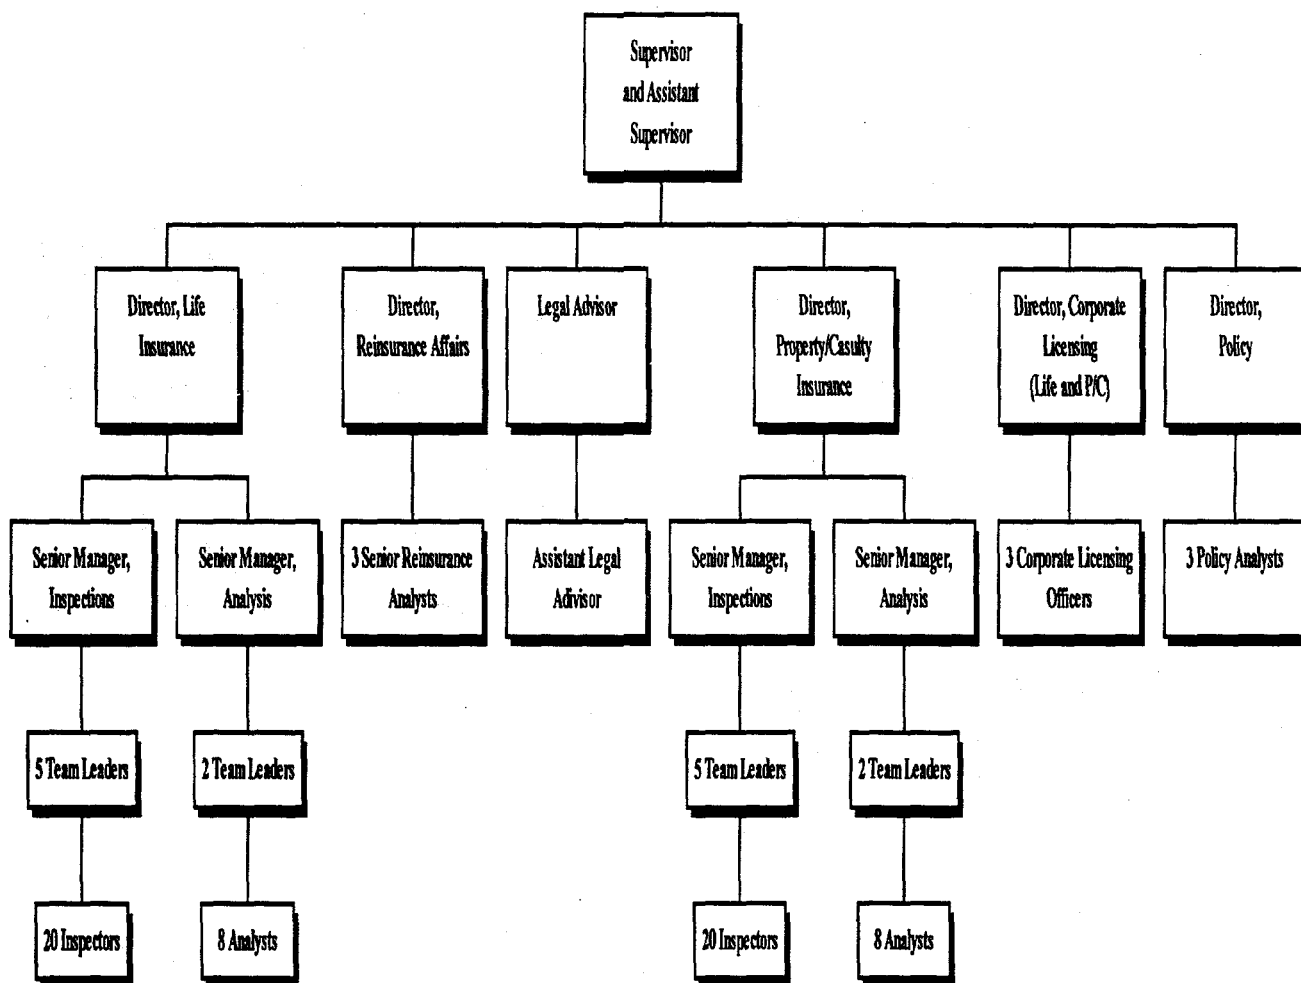 Supervisor
and Assistant
Supervisor
Director, Life
Insurance
Director,
Reinsurance Affairs
Legal Advisor
Director,
Property/Casulty
Insurance
Director, Corporate
Licensing
(Life and P/C)
Director,
Policy
Senior Manager,
Inspections
Senior Manager,
Analysis
3 Senior Reinsurance
Analysts
Assistant Legal
Adivisor
Senior Manager,
Inspections
Senior Manager,
Analysis
3 Corporate Licensing
Officers
3 Policy Analysts
5 Team Leaders
2 Team Leaders
5 Team Leaders
2 Team Leaders
20 Inspectors
8 Analysts
20 Inspectors
8 Analysts